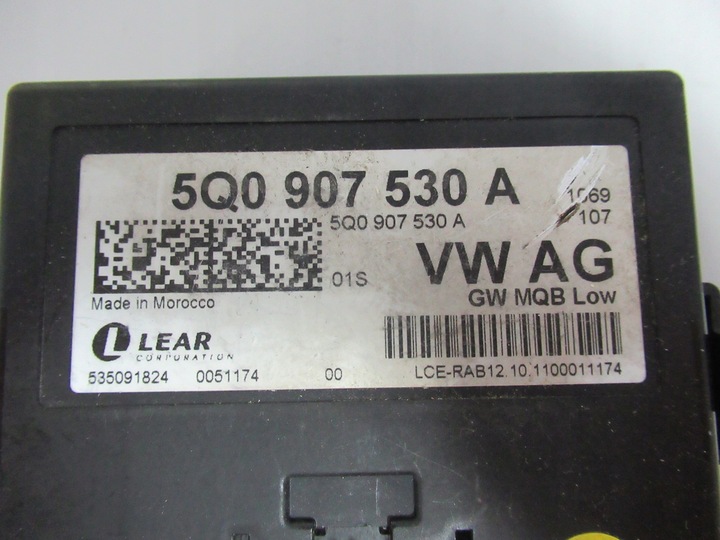 5Q0 907 530 A
1069
5Q0 907 530 A
107
01S
VW AG
GW MQB Low
Made in Morocco
LEAR
CORPORATION
535091824 0051174 00
LCE-RAB12.10.1100011174